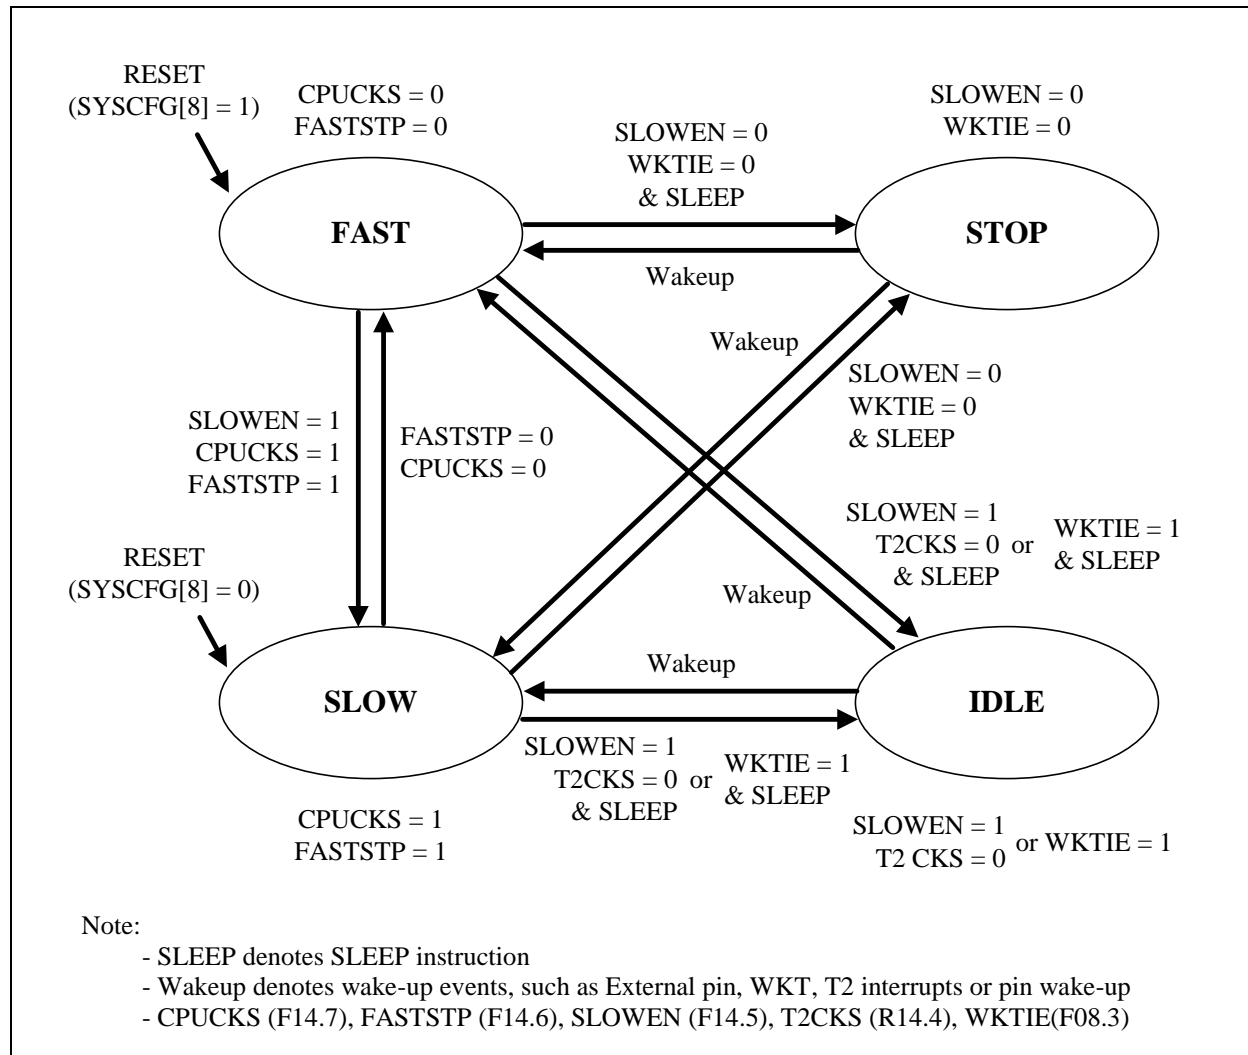 RESET
(SYSCFG[8] = 1)
CPUCKS = 0
FASTSTP = 0
SLOWEN = 0
WKTIE = 0
& SLEEP
SLOWEN = 0
WKTIE = 0
FAST
STOP
Wakeup
Wakeup
SLOWEN = 0
WKTIE = 0
& SLEEP
SLOWEN = 1
CPUCKS = 1
FASTSTP = 1
FASTSTP = 0
CPUCKS = 0
SLOWEN = 1
T2CKS = 0 or
& SLEEP
WKTIE = 1
& SLEEP
RESET
(SYSCFG[8] = 0)
Wakeup
Wakeup
SLOW
IDLE
SLOWEN = 1
T2CKS = 0 or
& SLEEP
WKTIE = 1
& SLEEP
CPUCKS = 1
FASTSTP = 1
SLOWEN = 1
T2 CKS = 0
or WKTIE = 1
Note:
- SLEEP denotes SLEEP instruction
- Wakeup denotes wake-up events, such as External pin, WKT, T2 interrupts or pin wake-up
- CPUCKS (F14.7), FASTSTP (F14.6), SLOWEN (F14.5), T2CKS (R14.4), WKTIE(F08.3)